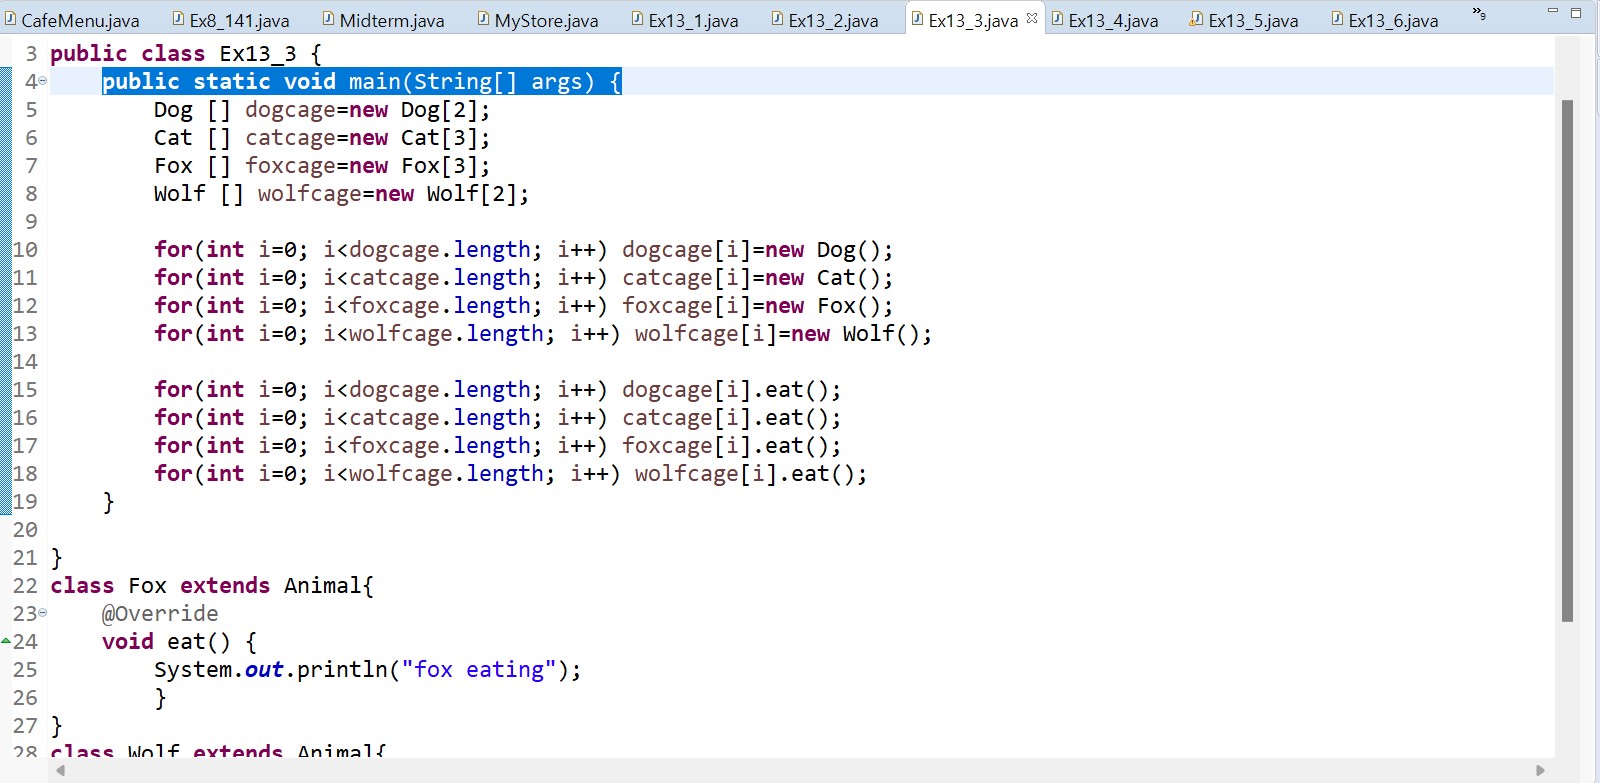 CafeMenu.java Ex8_141.java Midterm.java MyStore.java Ex13_1.java Ex13_2.java Ex13_3.java Ex13_4.java Ex13_5.java Ex13_6.java »9
3 public class Ex13_3 {
4 public static void main(String[] args) {
5 Dog [] dogcage=new Dog[2];
6 Cat [] catcage=new Cat[3];
7 Fox [] foxcage=new Fox[3];
8 Wolf [] wolfcage=new Wolf[2];
9
10 for(int i=0; i<dogcage.length; i++) dogcage[i]=new Dog();
11 for(int i=0; i<catcage.length; i++) catcage[i]=new Cat();
12 for(int i=0; i<foxcage.length; i++) foxcage[i]=new Fox();
13 for(int i=0; i<wolfcage.length; i++) wolfcage[i]=new Wolf();
14
15 for(int i=0; i<dogcage.length; i++) dogcage[i].eat();
16 for(int i=0; i<catcage.length; i++) catcage[i].eat();
17 for(int i=0; i<foxcage.length; i++) foxcage[i].eat();
18 for(int i=0; i<wolfcage.length; i++) wolfcage[i].eat();
19 }
20
21 }
22 class Fox extends Animal{
23 @Override
24 void eat() {
25 System.out.println("fox eating");
26 }
27 }
28 class Wolf extends Animal{